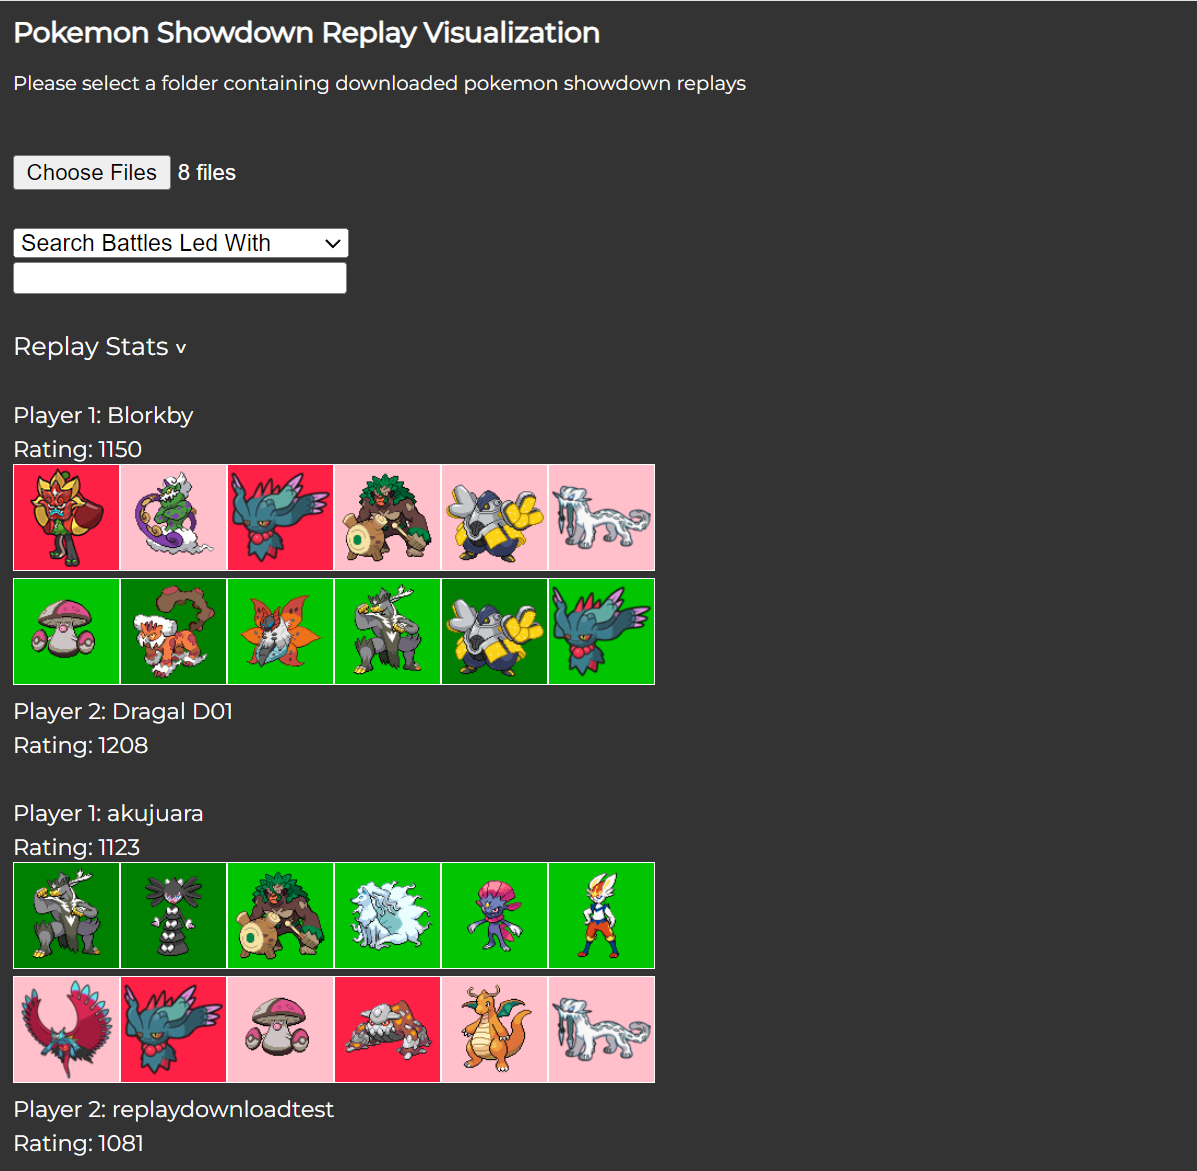 Pokemon Showdown Replay Visualization
Please select a folder containing downloaded pokemon showdown replays
Choose Files 8 files
Search Battles Led With
Replay Stats v
Player 1: Blorkby
Rating: 1150
Player 2: Dragal D01
Rating: 1208
Player 1: akujuara
Rating: 1123
Player 2: replaydownloadtest
Rating: 1081